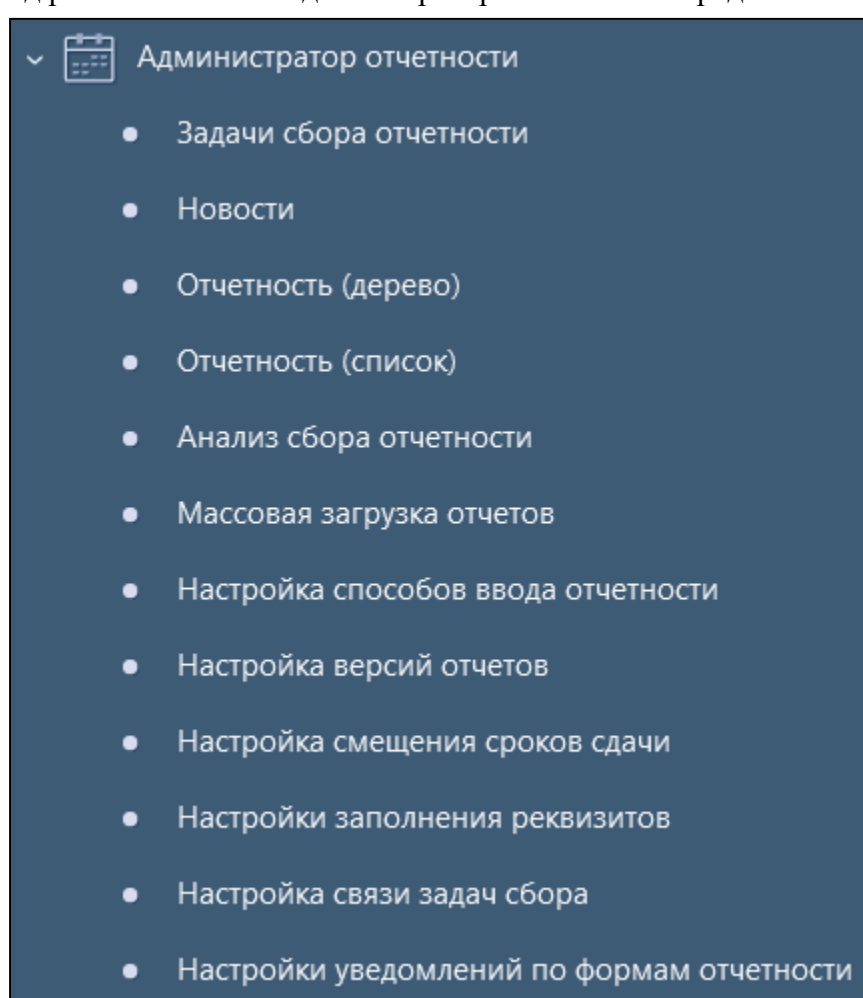 Администратор отчетности
Задачи сбора отчетности
Новости
Отчетность (дерево)
Отчетность (список)
Анализ сбора отчетности
Массовая загрузка отчетов
Настройка способов ввода отчетности
Настройка версий отчетов
Настройка смещения сроков сдачи
Настройки заполнения реквизитов
Настройка связи задач сбора
Настройки уведомлений по формам отчетности